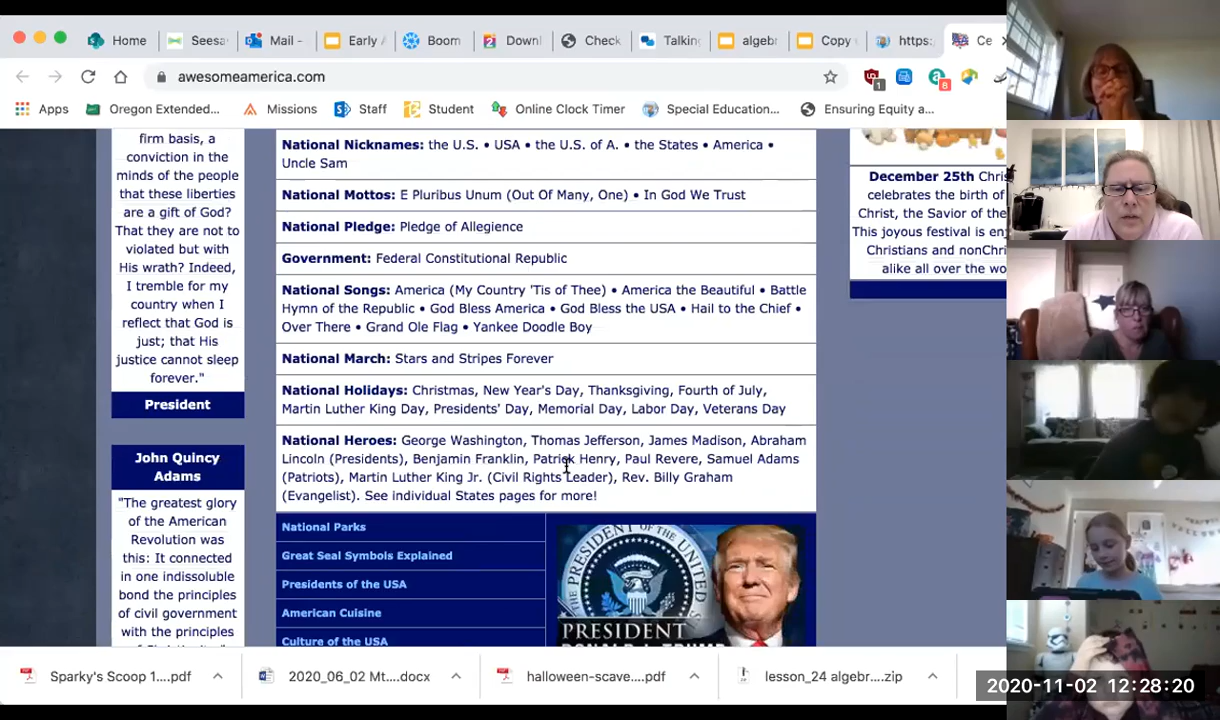 Home
Seesa
Mail -
Early A
Boom
Downl
Check
Talking
algebr
Copy
https:
Ce
awesomeamerica.com
1
8
Apps
Oregon Extended...
Missions
Staff
Student
Online Clock Timer
Special Education...
Ensuring Equity a...
firm basis, a
conviction in the
minds of the people
that these liberties
are a gift of God?
That they are not to
violated but with
His wrath? Indeed,
I tremble for my
country when I
reflect that God is
just; that His
justice cannot sleep
forever."
President
John Quincy
Adams
"The greatest glory
of the American
Revolution was
this: It connected
in one indissoluble
bond the principles
of civil government
with the principles
National Nicknames: the U.S. • USA • the U.S. of A. • the States • America •
Uncle Sam
National Mottos: E Pluribus Unum (Out Of Many, One) • In God We Trust
National Pledge: Pledge of Allegience
Government: Federal Constitutional Republic
National Songs: America (My Country 'Tis of Thee) • America the Beautiful • Battle
Hymn of the Republic • God Bless America • God Bless the USA • Hail to the Chief •
Over There • Grand Ole Flag • Yankee Doodle Boy
National March: Stars and Stripes Forever
National Holidays: Christmas, New Year's Day, Thanksgiving, Fourth of July,
Martin Luther King Day, Presidents' Day, Memorial Day, Labor Day, Veterans Day
National Heroes: George Washington, Thomas Jefferson, James Madison, Abraham
Lincoln (Presidents), Benjamin Franklin, Patrick Henry, Paul Revere, Samuel Adams
(Patriots), Martin Luther King Jr. (Civil Rights Leader), Rev. Billy Graham
(Evangelist). See individual States pages for more!
National Parks
Great Seal Symbols Explained
Presidents of the USA
American Cuisine
Culture of the USA
PRESIDENT OF THE UNITED
PRESIDENT
DONALD J. TRUMP
December 25th Chris
celebrates the birth of
Christ, the Savior of the
This joyous festival is en
Christians and nonChri
alike all over the wo
Sparky's Scoop 1....pdf
2020_06_02 Mt....docx
halloween-scave....pdf
lesson_24 algebr....zip
2020-11-02 12:28:20